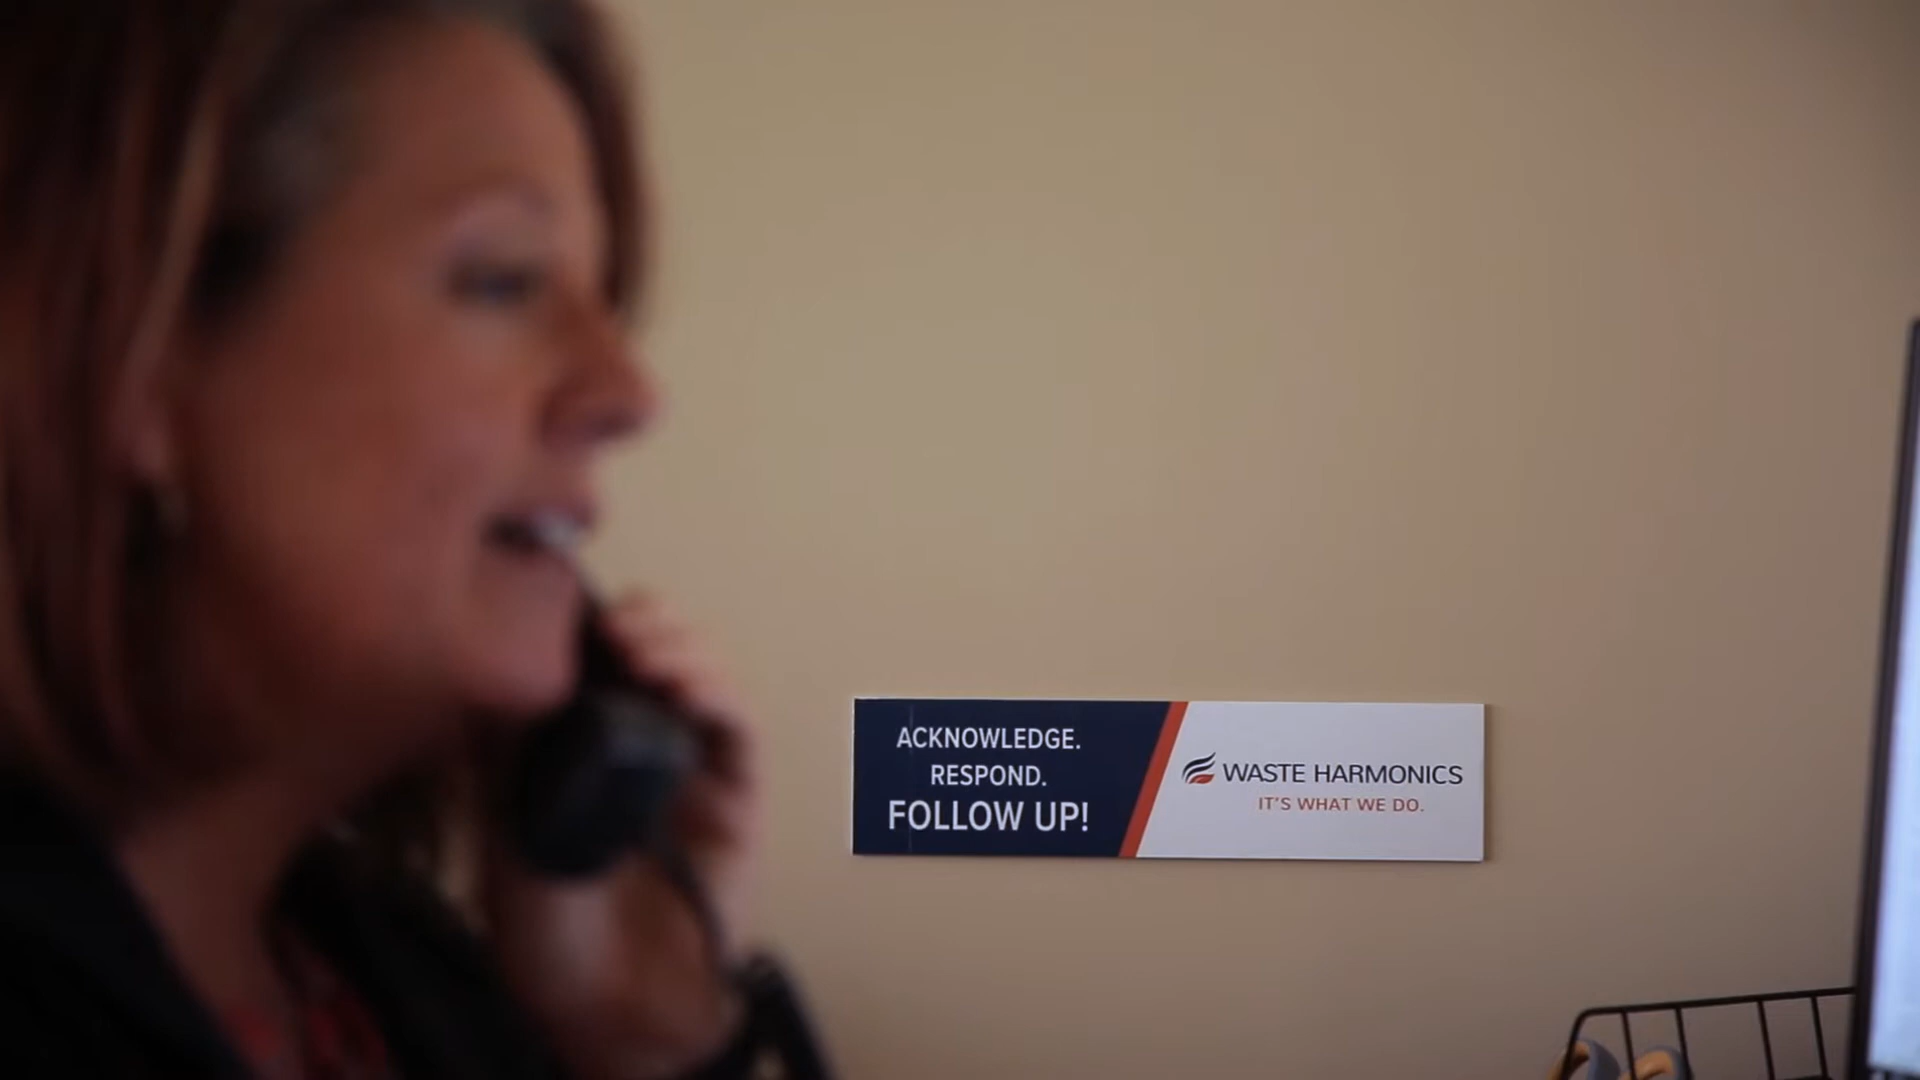 ACKNOWLEDGE.
RESPOND.
FOLLOW UP!
WASTE HARMONICS
IT'S WHAT WE DO.